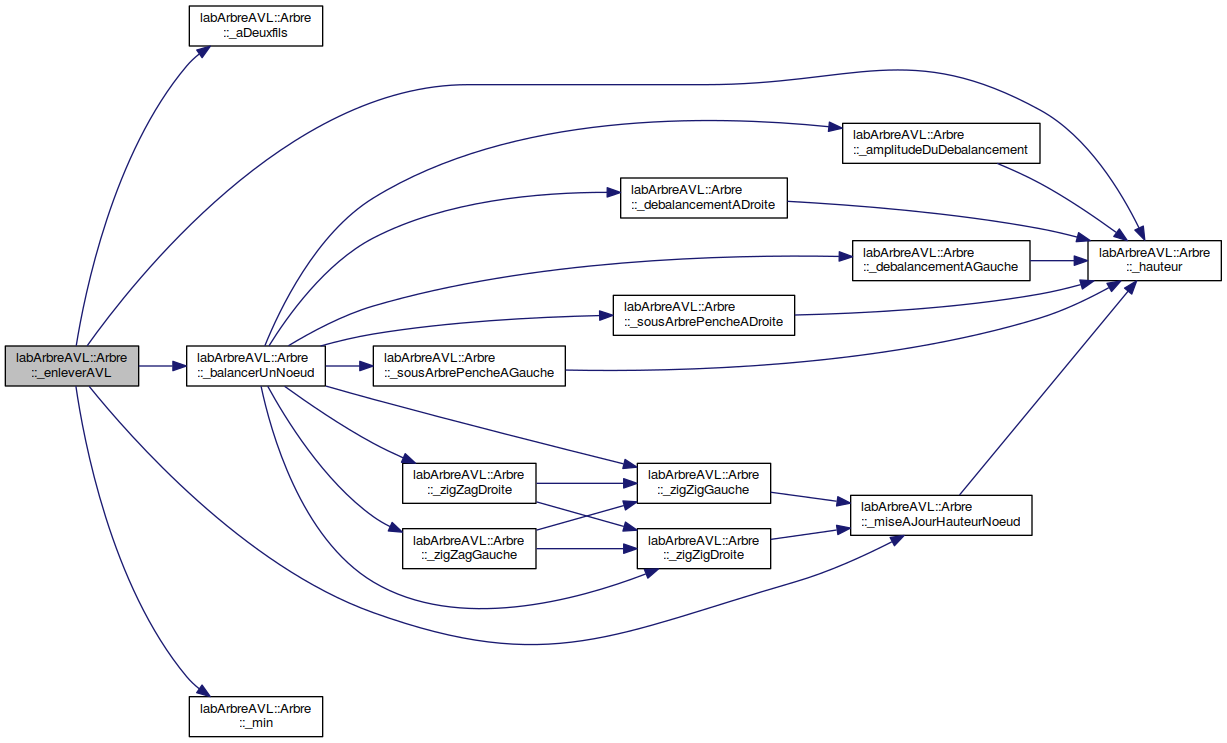 labArbreAVL::Arbre
::_aDeuxfils
labArbreAVL::Arbre
::_amplitudeDuDebalancement
labArbreAVL::Arbre
::_debalancementADroite
labArbreAVL::Arbre
::_debalancementAGauche
labArbreAVL::Arbre
::_hauteur
labArbreAVL::Arbre
::_sousArbrePencheADroite
labArbreAVL::Arbre
::_enleverAVL
labArbreAVL::Arbre
::_balancerUnNoeud
labArbreAVL::Arbre
::_sousArbrePencheAGauche
labArbreAVL::Arbre
::_zigZagDroite
labArbreAVL::Arbre
::_zigZigGauche
labArbreAVL::Arbre
::_miseAJourHauteurNoeud
labArbreAVL::Arbre
::_zigZagGauche
labArbreAVL::Arbre
::_zigZigDroite
labArbreAVL::Arbre
::_min